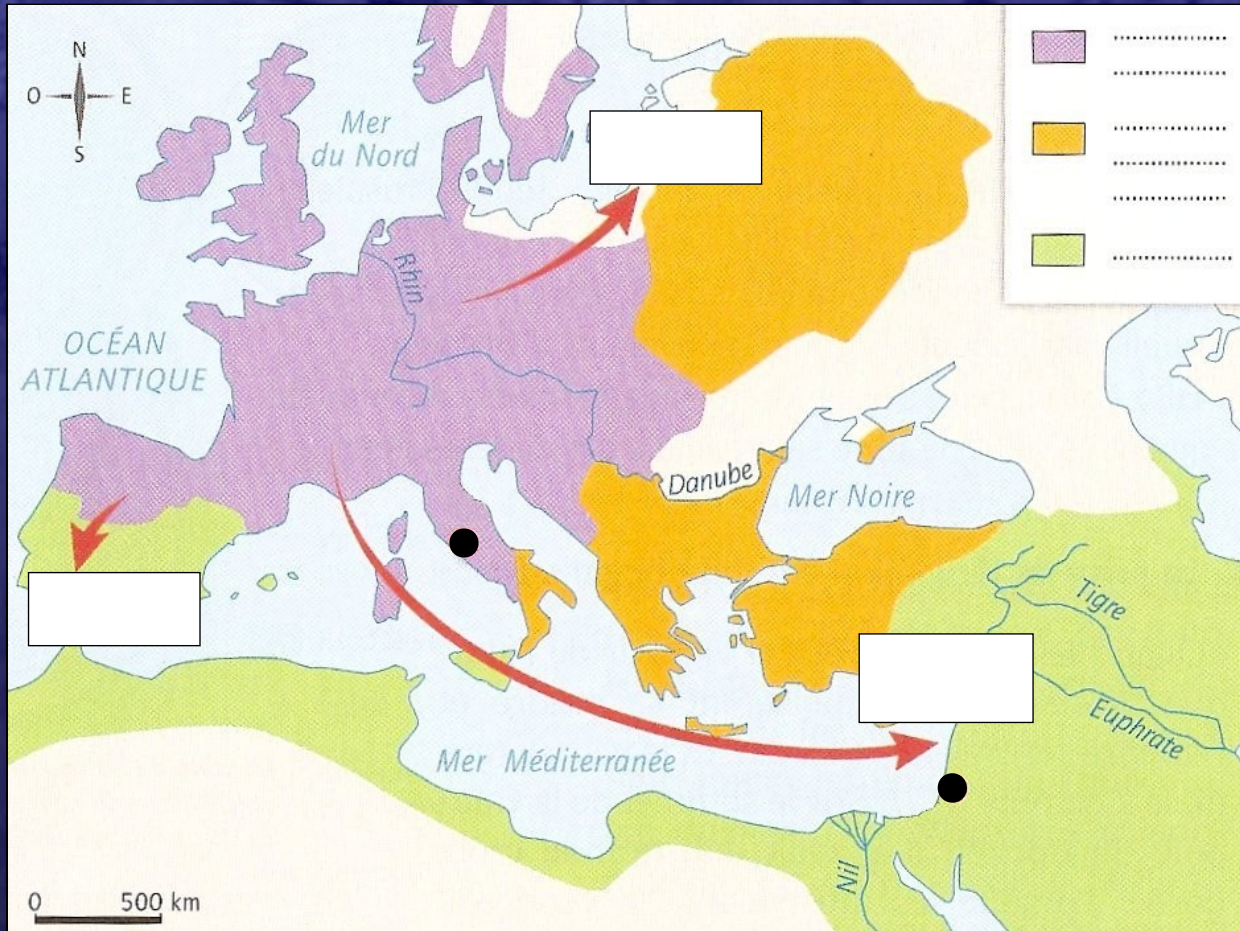 N
O E
S
Mer
du Nord
Rhin
OCÉAN
ATLANTIQUE
Danube
Mer Noire
Tigre
Euphrate
Mer Méditerranée
Nil
0 500 km